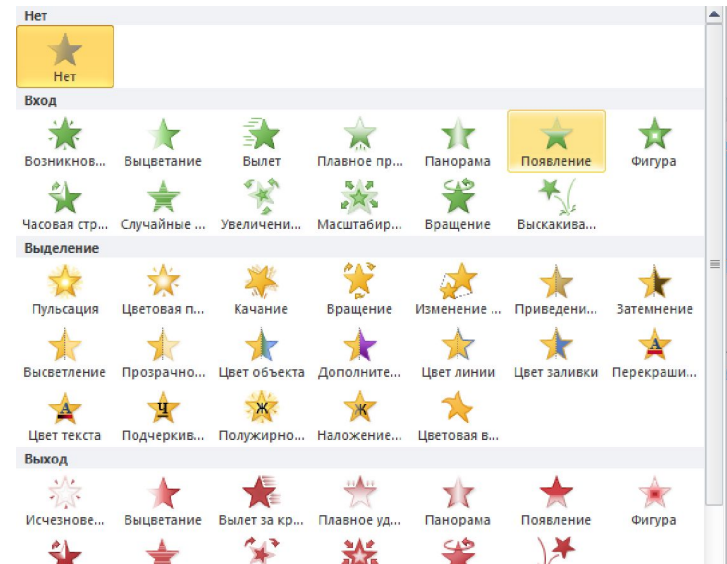 Нет
Нет
Вход
Возникнов... Выцветание Вылет Плавное пр... Панорама Появление Фигура
Часовая стр... Случайные ... Увеличени... Масштабир... Вращение Выскакива...
Выделение
Пульсация Цветовая п... Качание Вращение Изменение ... Приведени... Затемнение
Высветление Прозрачно... Цвет объекта Дополните... Цвет линии Цвет заливки Перекраши...
Цвет текста Подчеркив... Полужирно... Наложение... Цветовая в...
Выход
Исчезнове... Выцветание Вылет за кр... Плавное уд... Панорама Появление Фигура